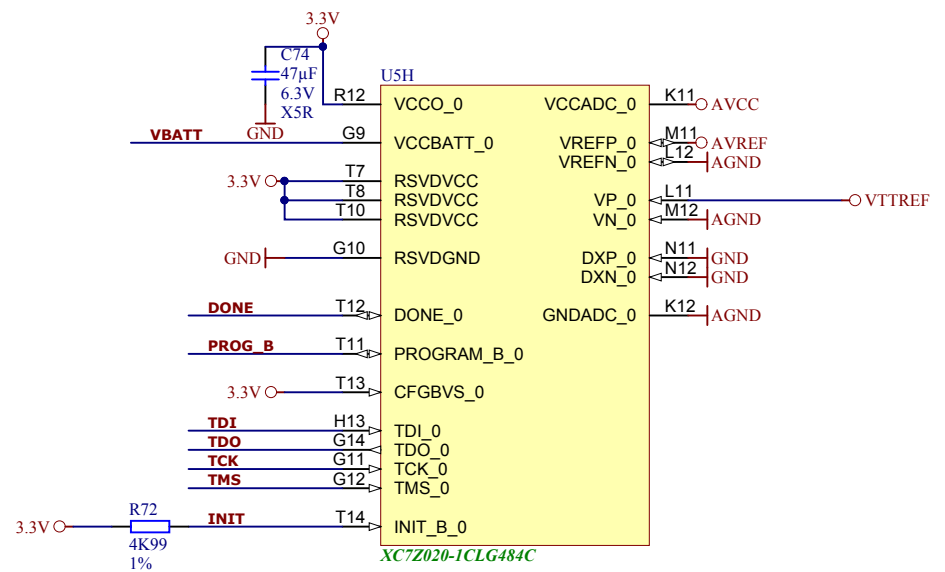 3.3V
C74
47µF
6.3V
X5R
GND
U5H
R12 VCCO_0 VCCADC_0 K11 AVCC
VBATT G9 VCCBATT_0 VREFP_0 M11 AVREF
VREFN_0 L12 AGND
3.3V T7 RSVDVCC
T8 RSVDVCC VP_0 L11 VTTREF
T10 RSVDVCC VN_0 M12 AGND
GND G10 RSVDGND DXP_0 N11 GND
DXN_0 N12 GND
DONE T12 DONE_0 GNDADC_0 K12 AGND
PROG_B T11 PROGRAM_B_0
3.3V T13 CFGBVS_0
TDI H13 TDI_0
TDO G14 TDO_0
TCK G11 TCK_0
TMS G12 TMS_0
R72
3.3V INIT T14 INIT_B_0
4K99
1%
XC7Z020-1CLG484C